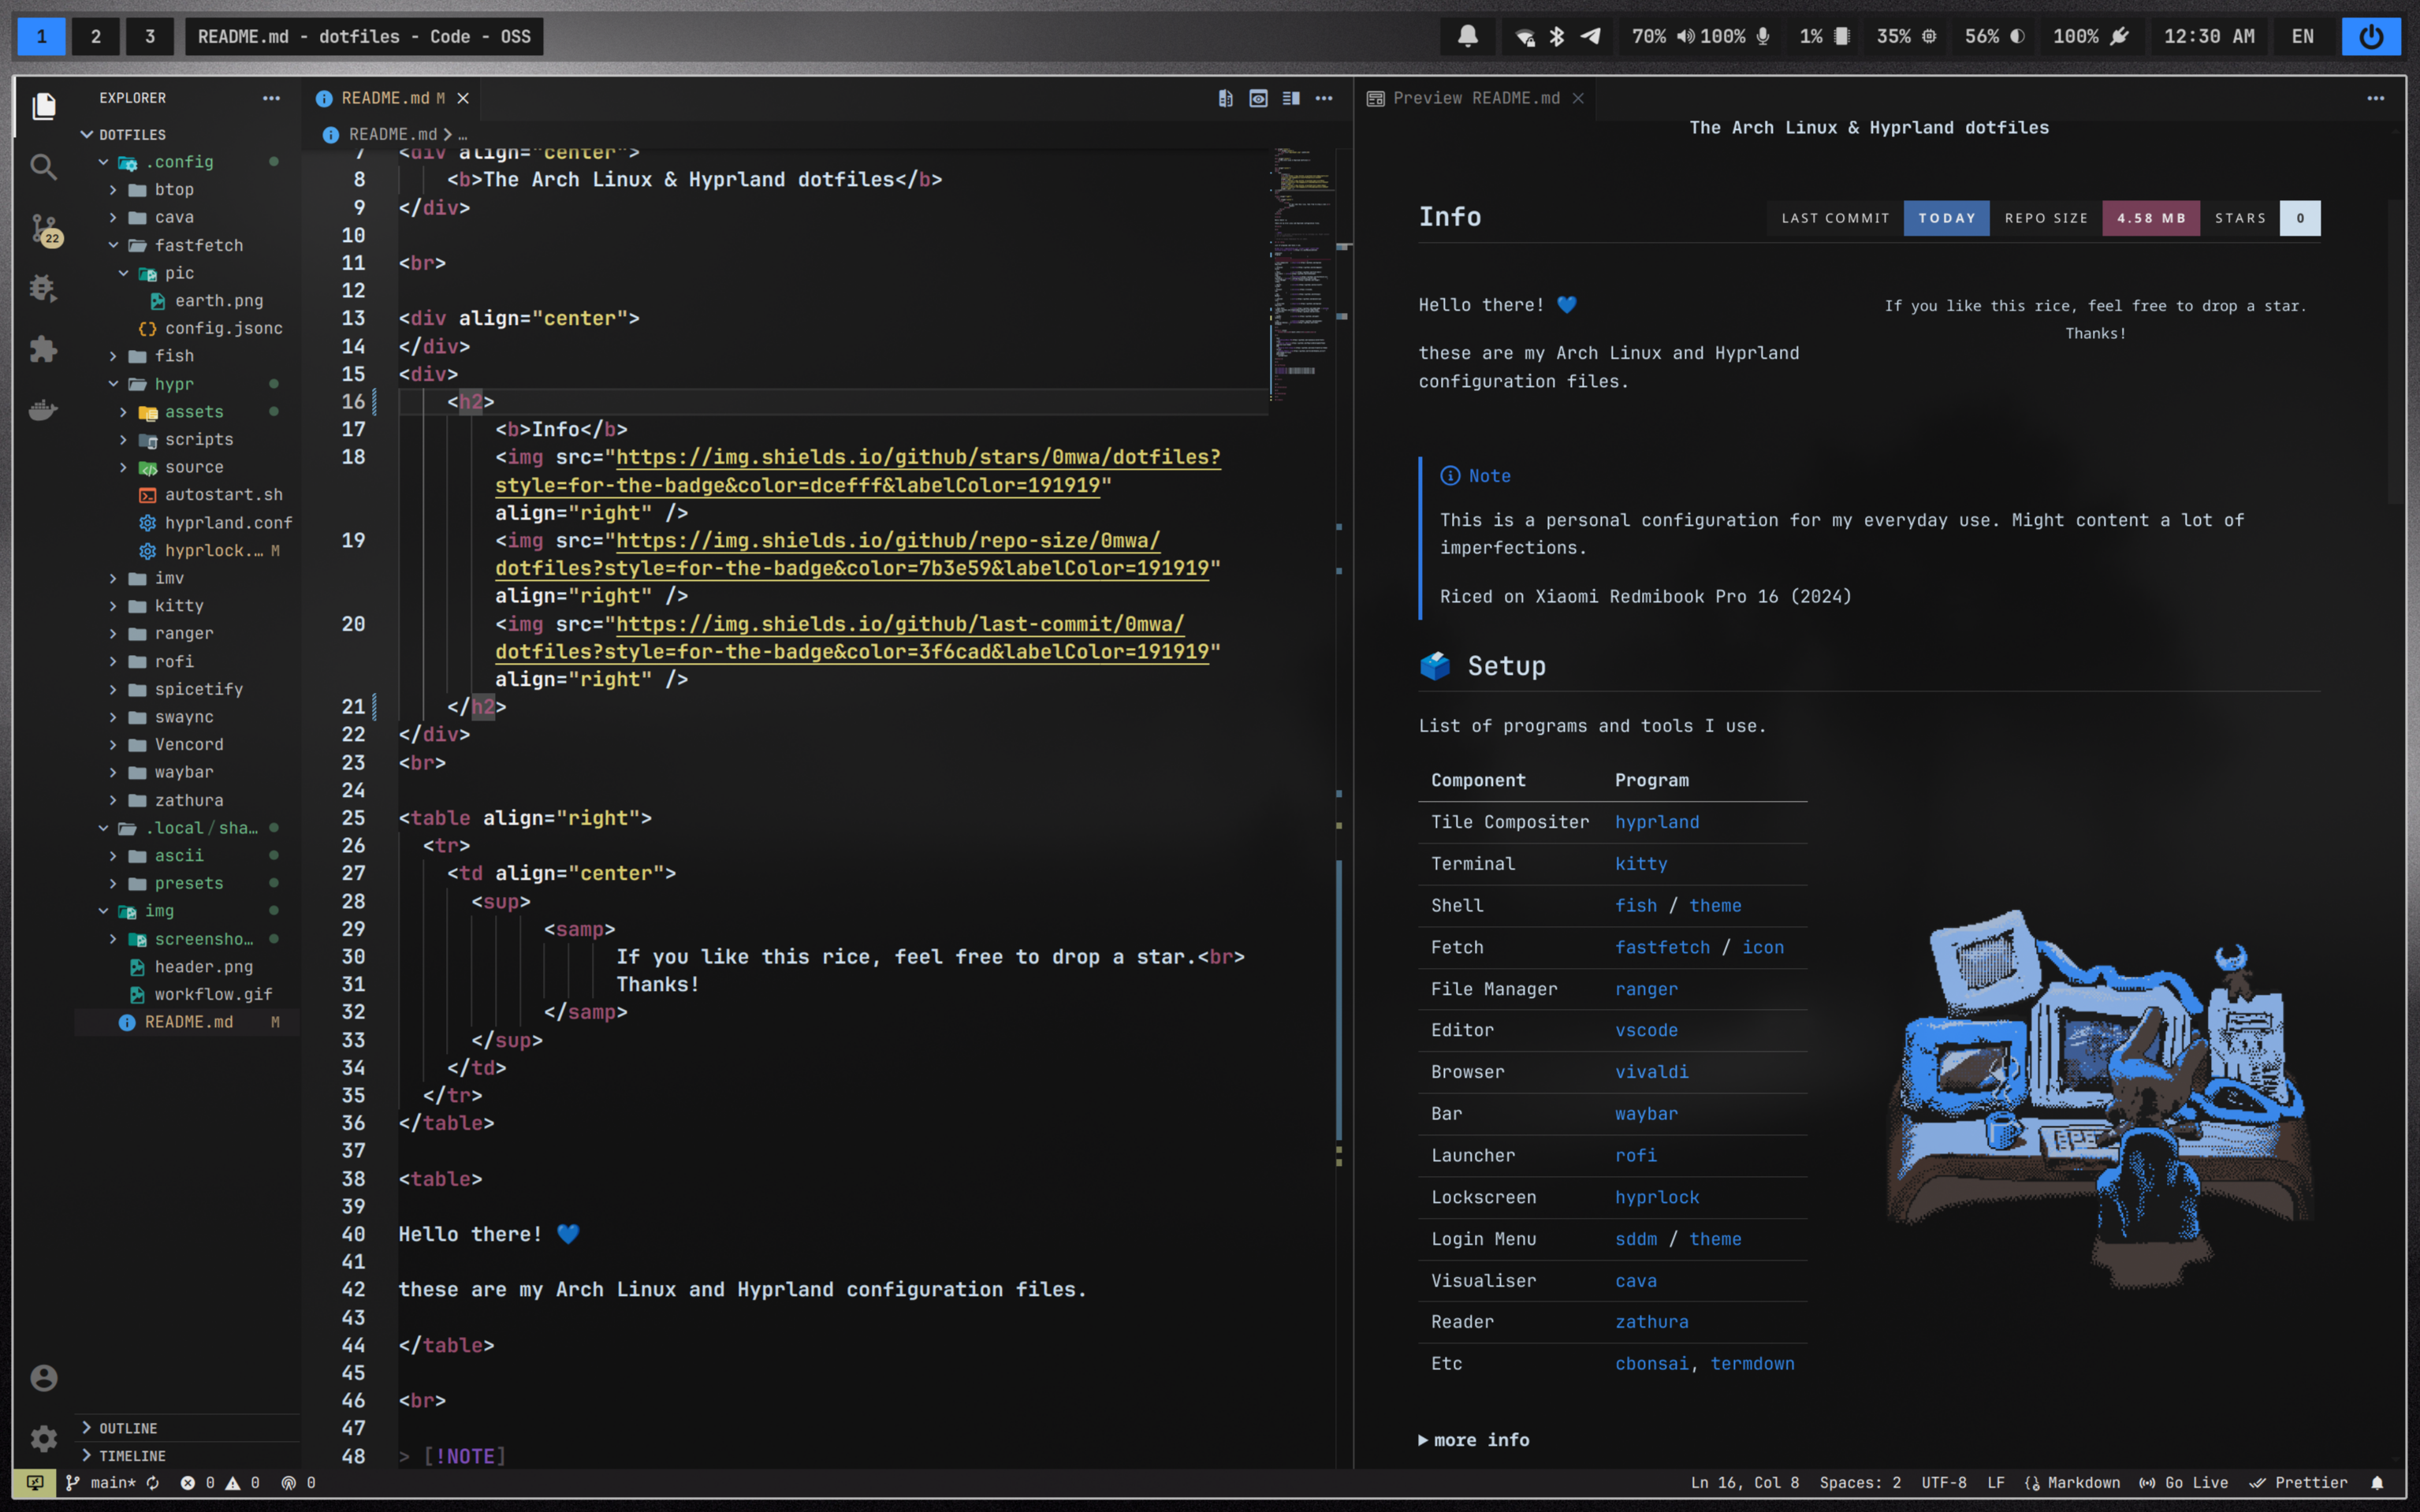 1 2 3 README.md - dotfiles - Code - OSS 70% 100% 1% 35% 56% 100% 12:30 AM EN
EXPLORER ···
DOTFILES
.config
btop
cava
fastfetch
pic
earth.png
config.jsonc
fish
hypr
assets
scripts
source
autostart.sh
hyprland.conf
hyprlock.… M
imv
kitty
ranger
rofi
spicetify
swaync
Vencord
waybar
zathura
.local/sha…
ascii
presets
img
screensho…
header.png
workflow.gif
README.md M
OUTLINE
TIMELINE
22
README.md M
README.md > …
7 <div align="center">
8 <b>The Arch Linux & Hyprland dotfiles</b>
9 </div>
10
11 <br>
12
13 <div align="center">
14 </div>
15 <div>
16 <h2>
17 <b>Info</b>
18 <img src="https://img.shields.io/github/stars/0mwa/dotfiles?
style=for-the-badge&color=dcefff&labelColor=191919"
align="right" />
19 <img src="https://img.shields.io/github/repo-size/0mwa/
dotfiles?style=for-the-badge&color=7b3e59&labelColor=191919"
align="right" />
20 <img src="https://img.shields.io/github/last-commit/0mwa/
dotfiles?style=for-the-badge&color=3f6cad&labelColor=191919"
align="right" />
21 </h2>
22 </div>
23 <br>
24
25 <table align="right">
26 <tr>
27 <td align="center">
28 <sup>
29 <samp>
30 If you like this rice, feel free to drop a star.<br>
31 Thanks!
32 </samp>
33 </sup>
34 </td>
35 </tr>
36 </table>
37
38 <table>
39
40 Hello there! 💙
41
42 these are my Arch Linux and Hyprland configuration files.
43
44 </table>
45
46 <br>
47
48 > [!NOTE]
Preview README.md
The Arch Linux & Hyprland dotfiles
Info LAST COMMIT TODAY REPO SIZE 4.58 MB STARS 0
Hello there! 💙
these are my Arch Linux and Hyprland
configuration files.
If you like this rice, feel free to drop a star.
Thanks!
Note
This is a personal configuration for my everyday use. Might content a lot of
imperfections.
Riced on Xiaomi Redmibook Pro 16 (2024)
Setup
List of programs and tools I use.
Component Program
Tile Compositer hyprland
Terminal kitty
Shell fish / theme
Fetch fastfetch / icon
File Manager ranger
Editor vscode
Browser vivaldi
Bar waybar
Launcher rofi
Lockscreen hyprlock
Login Menu sddm / theme
Visualiser cava
Reader zathura
Etc cbonsai, termdown
more info
main* 0 0 0 Ln 16, Col 8 Spaces: 2 UTF-8 LF Markdown Go Live Prettier